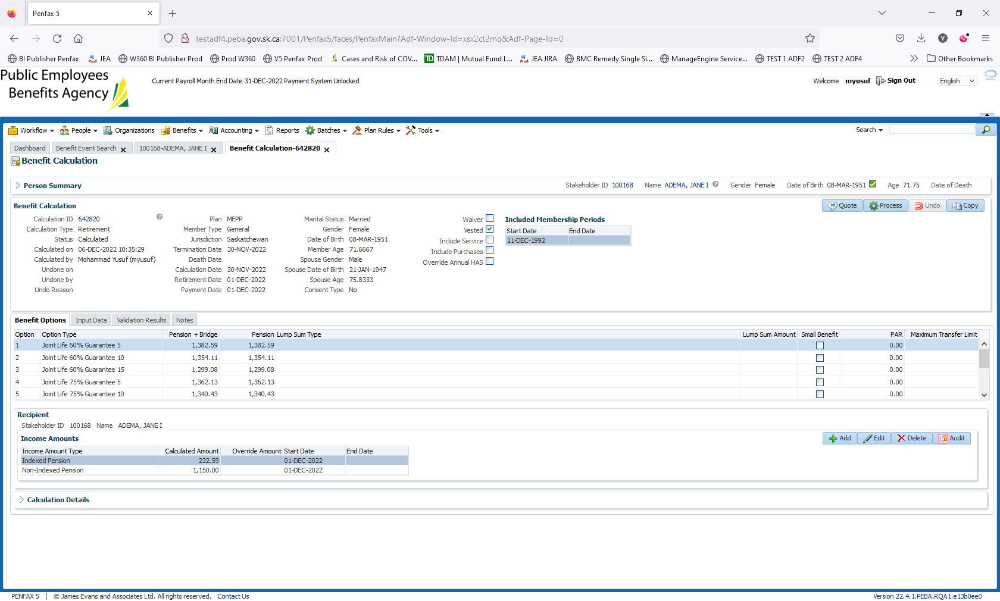 Penfax 5
testadf4.peba.gov.sk.ca:7001/Penfax5/faces/PenfaxMain?Adf-Window-Id=xsx2ct2mq&Adf-Page-Id=0
BI Publisher Penfax JEA W360 BI Publisher Prod Prod W360 V5 Penfax Prod Cases and Risk of COV... TD TDAM | Mutual Fund L... JEA JIRA BMC Remedy Single Si... ManageEngine Service... TEST 1 ADF2 TEST 2 ADF4 Other Bookmarks
Public Employees
Benefits Agency
Current Payroll Month End Date 31-DEC-2022 Payment System Unlocked
Welcome myusuf Sign Out English
Workflow People Organizations Benefits Accounting Reports Batches Plan Rules Tools Search
Dashboard Benefit Event Search 100168-ADEMA, JANE I Benefit Calculation-642820
Benefit Calculation
Person Summary Stakeholder ID 100168 Name ADEMA, JANE I Gender Female Date of Birth 08-MAR-1951 Age 71.75 Date of Death
Benefit Calculation Quote Process Undo Copy
Calculation ID 642820 Plan MEPP Marital Status Married Waiver Included Membership Periods
Calculation Type Retirement Member Type General Gender Female Vested Start Date End Date
Status Calculated Jurisdiction Saskatchewan Date of Birth 08-MAR-1951 Include Service 11-DEC-1992
Calculated on 06-DEC-2022 10:35:29 Termination Date 30-NOV-2022 Member Age 71.6667 Include Purchases
Calculated by Mohammad Yusuf (myusuf) Death Date Spouse Gender Male Override Annual HAS
Undone on Calculation Date 30-NOV-2022 Spouse Date of Birth 21-JAN-1947
Undone by Retirement Date 01-DEC-2022 Spouse Age 75.8333
Undo Reason Payment Date 01-DEC-2022 Consent Type No
Benefit Options Input Data Validation Results Notes
Option Option Type Pension + Bridge Pension Lump Sum Type Lump Sum Amount Small Benefit PAR Maximum Transfer Limit
1 Joint Life 60% Guarantee 5 1,382.59 1,382.59 0.00
2 Joint Life 60% Guarantee 10 1,354.11 1,354.11 0.00
3 Joint Life 60% Guarantee 15 1,299.08 1,299.08 0.00
4 Joint Life 75% Guarantee 5 1,362.13 1,362.13 0.00
5 Joint Life 75% Guarantee 10 1,340.43 1,340.43 0.00
Recipient
Stakeholder ID 100168 Name ADEMA, JANE I
Income Amounts Add Edit Delete Audit
Income Amount Type Calculated Amount Override Amount Start Date End Date
Indexed Pension 232.59 01-DEC-2022
Non-Indexed Pension 1,150.00 01-DEC-2022
Calculation Details
PENFAX 5 | © James Evans and Associates Ltd. All rights reserved. Contact Us Version 22.4.1.PEBA.RQA1.e13b0ee0